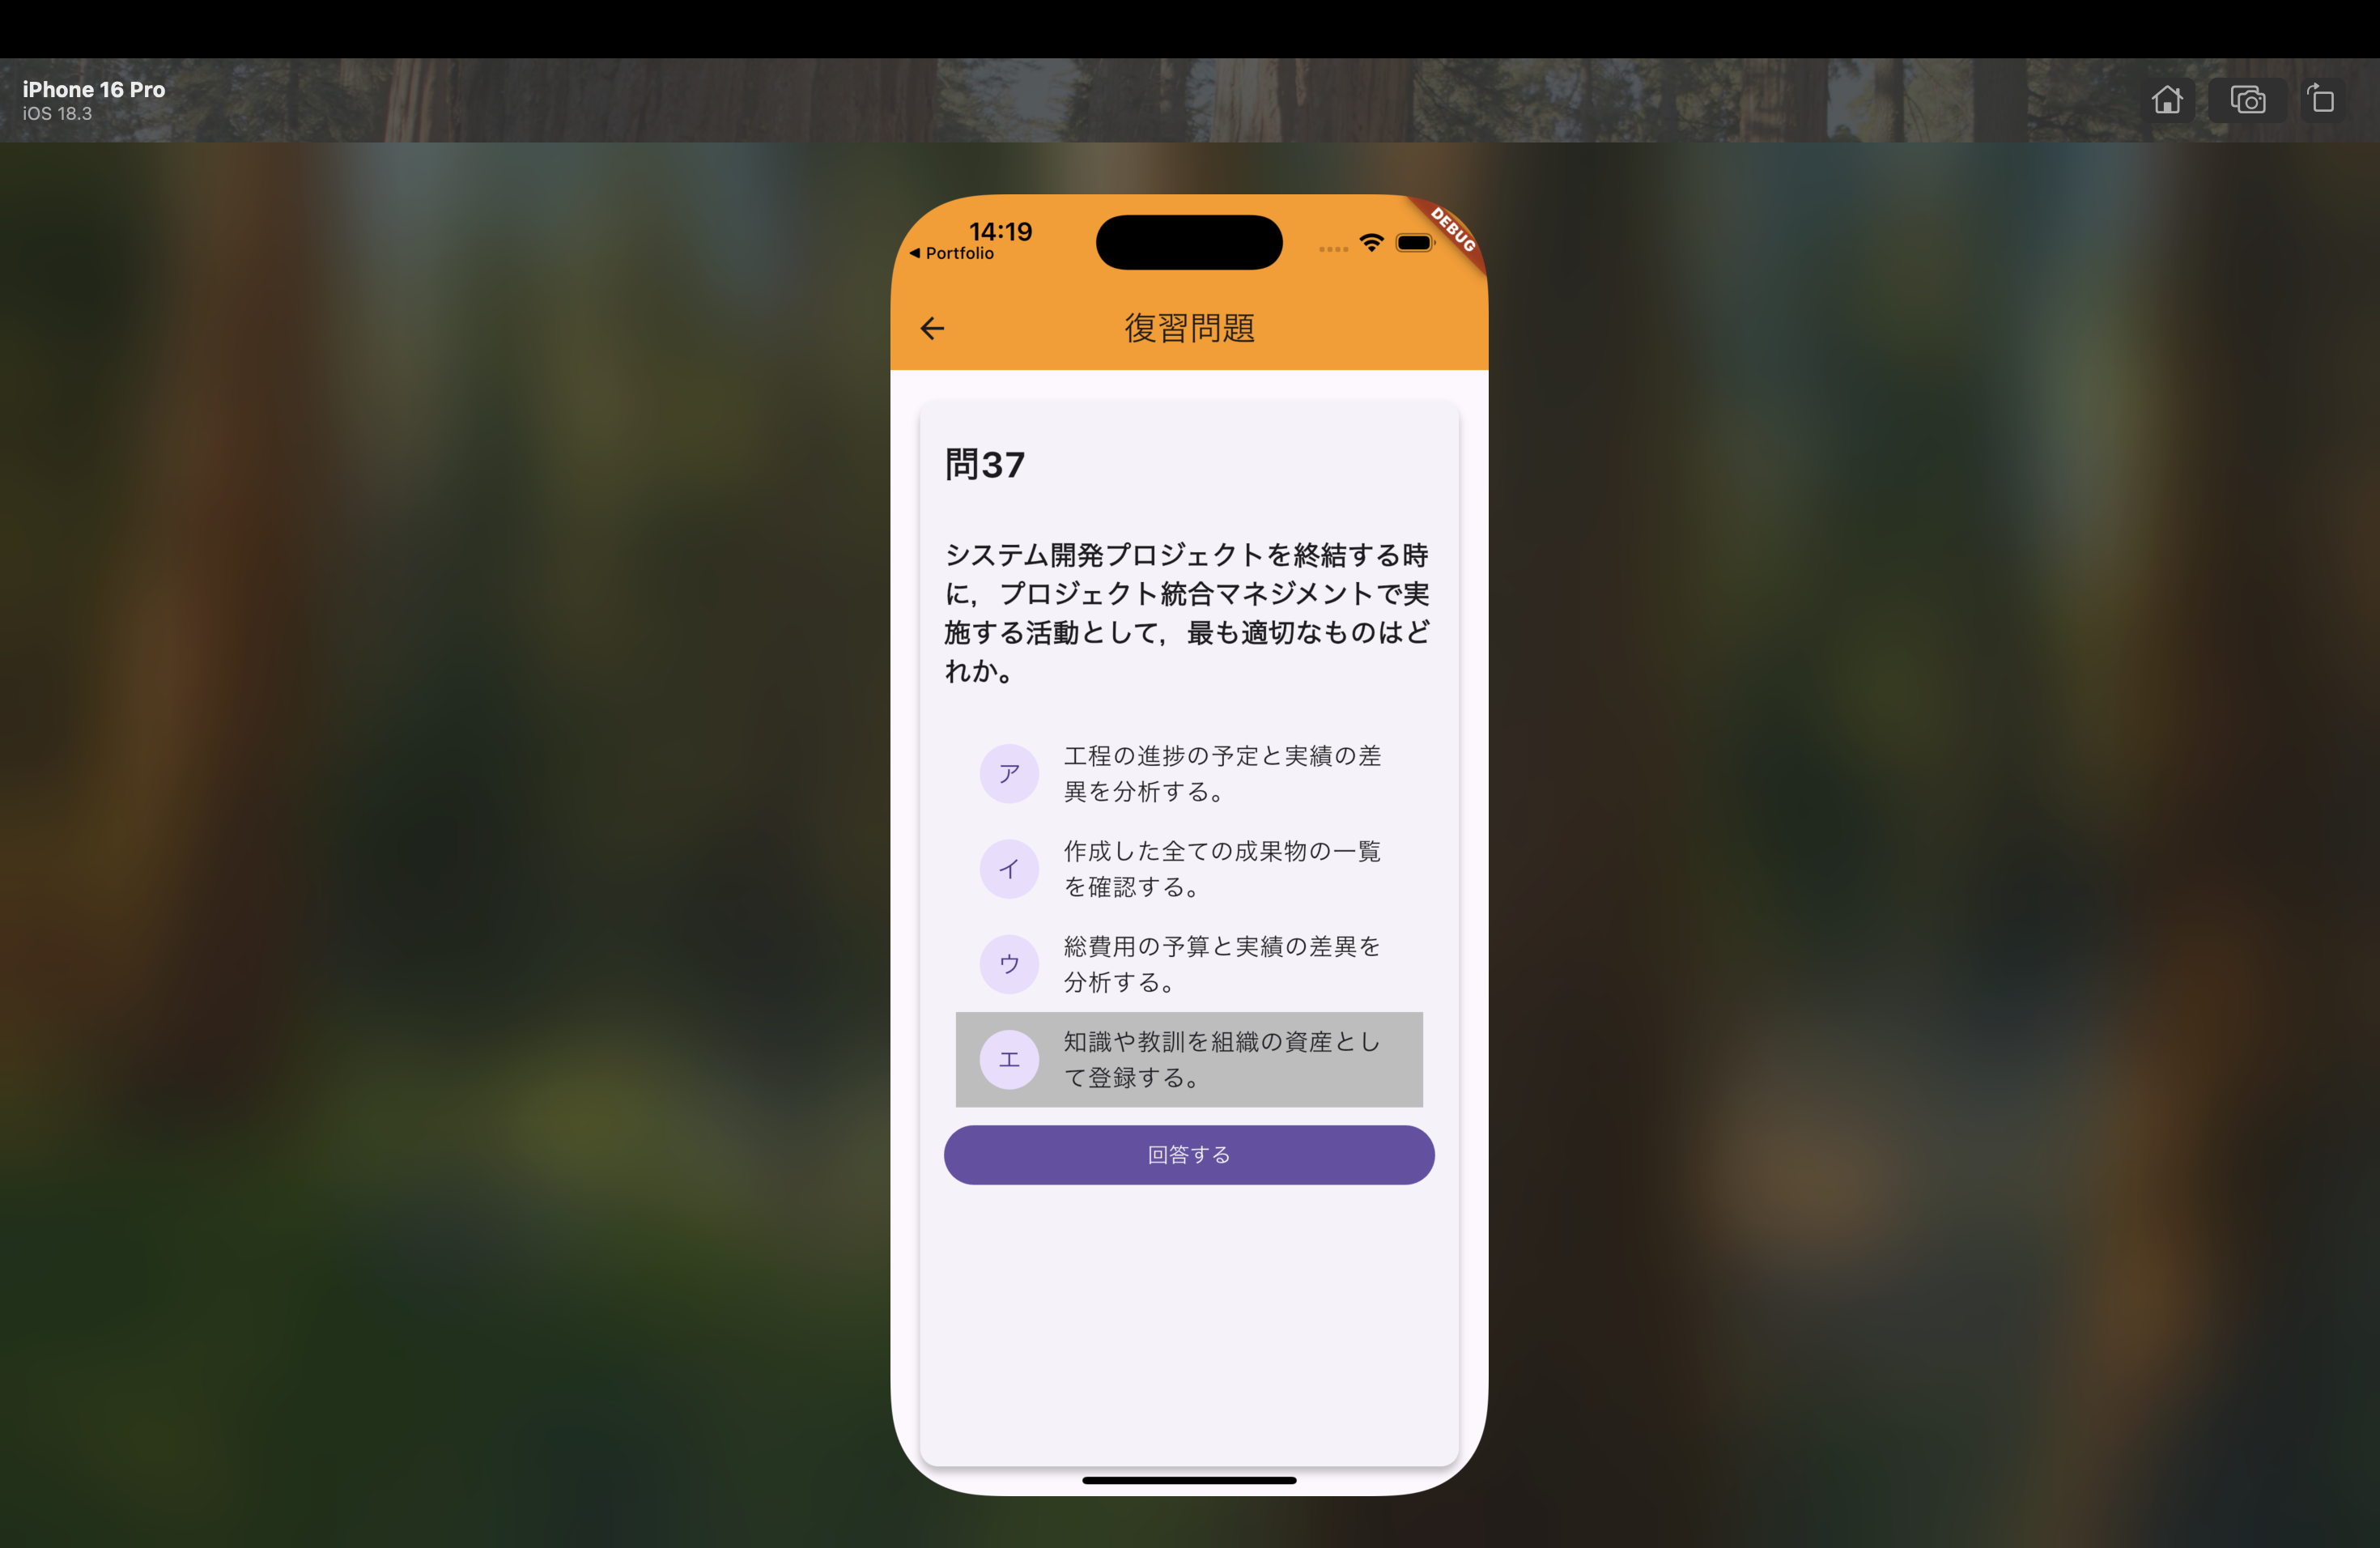 iPhone 16 Pro
iOS 18.3
14:19
◀ Portfolio
DEBUG
復習問題
問37
システム開発プロジェクトを終結する時
に，プロジェクト統合マネジメントで実
施する活動として，最も適切なものはど
れか。
ア
工程の進捗の予定と実績の差
異を分析する。
イ
作成した全ての成果物の一覧
を確認する。
ウ
総費用の予算と実績の差異を
分析する。
エ
知識や教訓を組織の資産とし
て登録する。
回答する